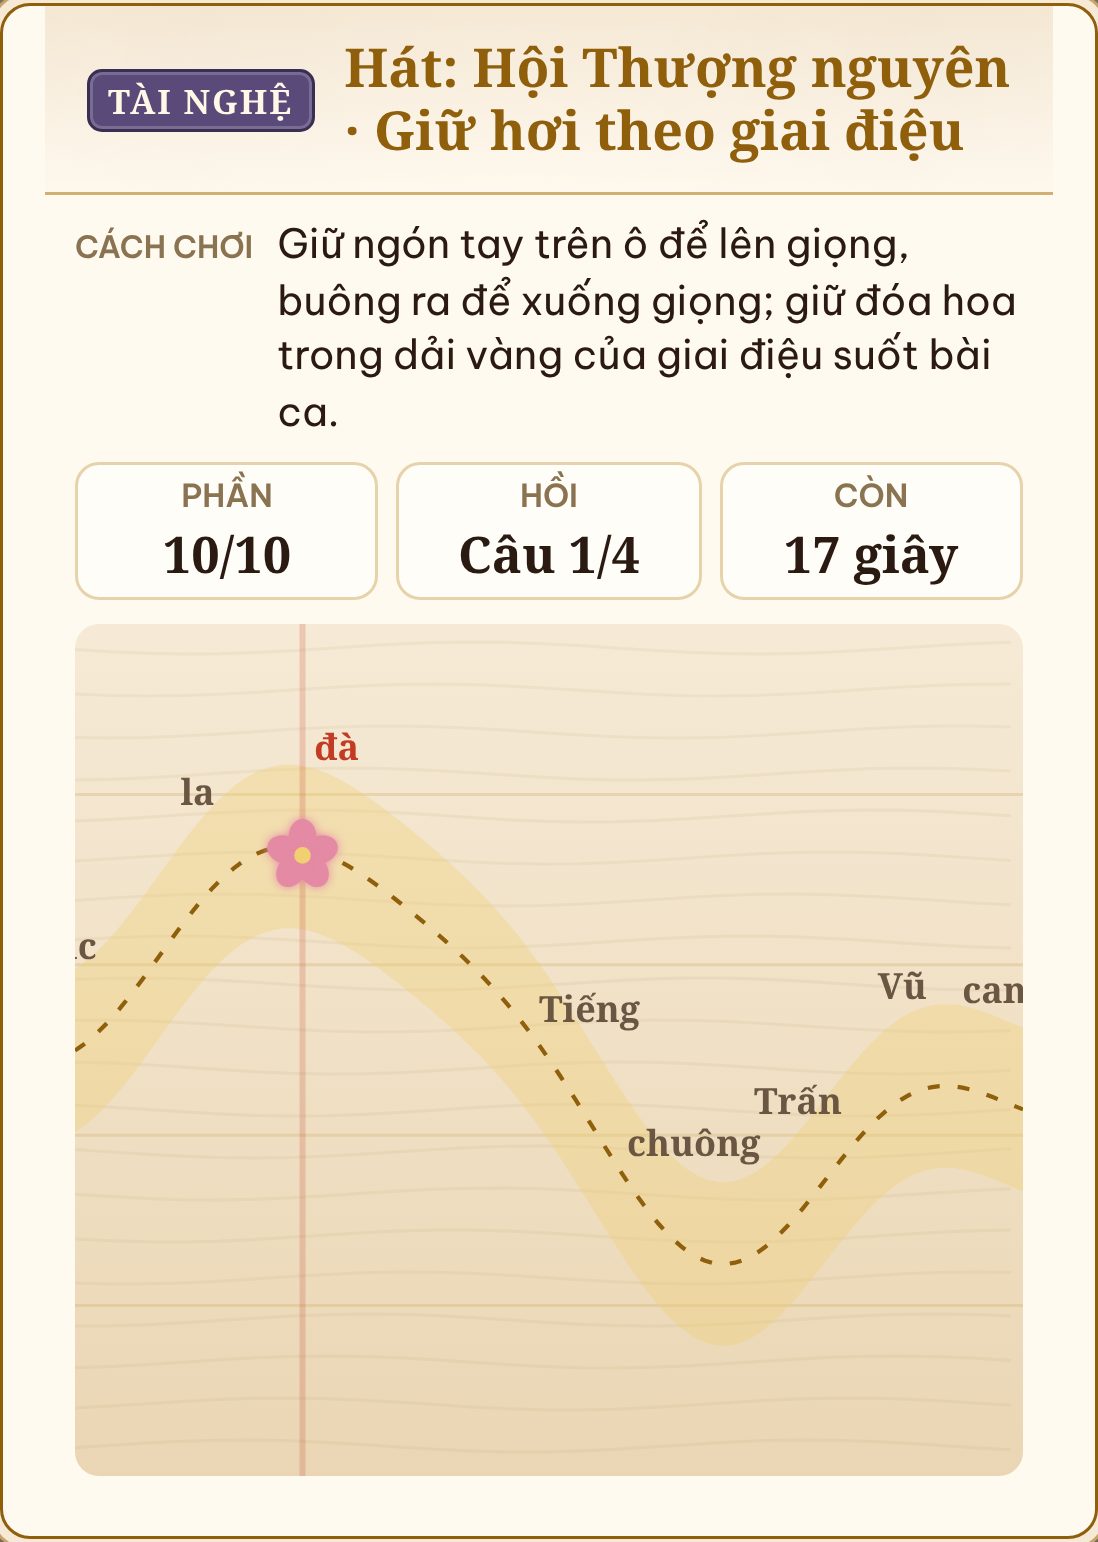 TÀI NGHỆ
Hát: Hội Thượng nguyên
· Giữ hơi theo giai điệu
CÁCH CHƠI
Giữ ngón tay trên ô để lên giọng,
buông ra để xuống giọng; giữ đóa hoa
trong dải vàng của giai điệu suốt bài
ca.
PHẦN
10/10
HỒI
Câu 1/4
CÒN
17 giây
đà
la
Tiếng
chuông
Trấn
Vũ
can